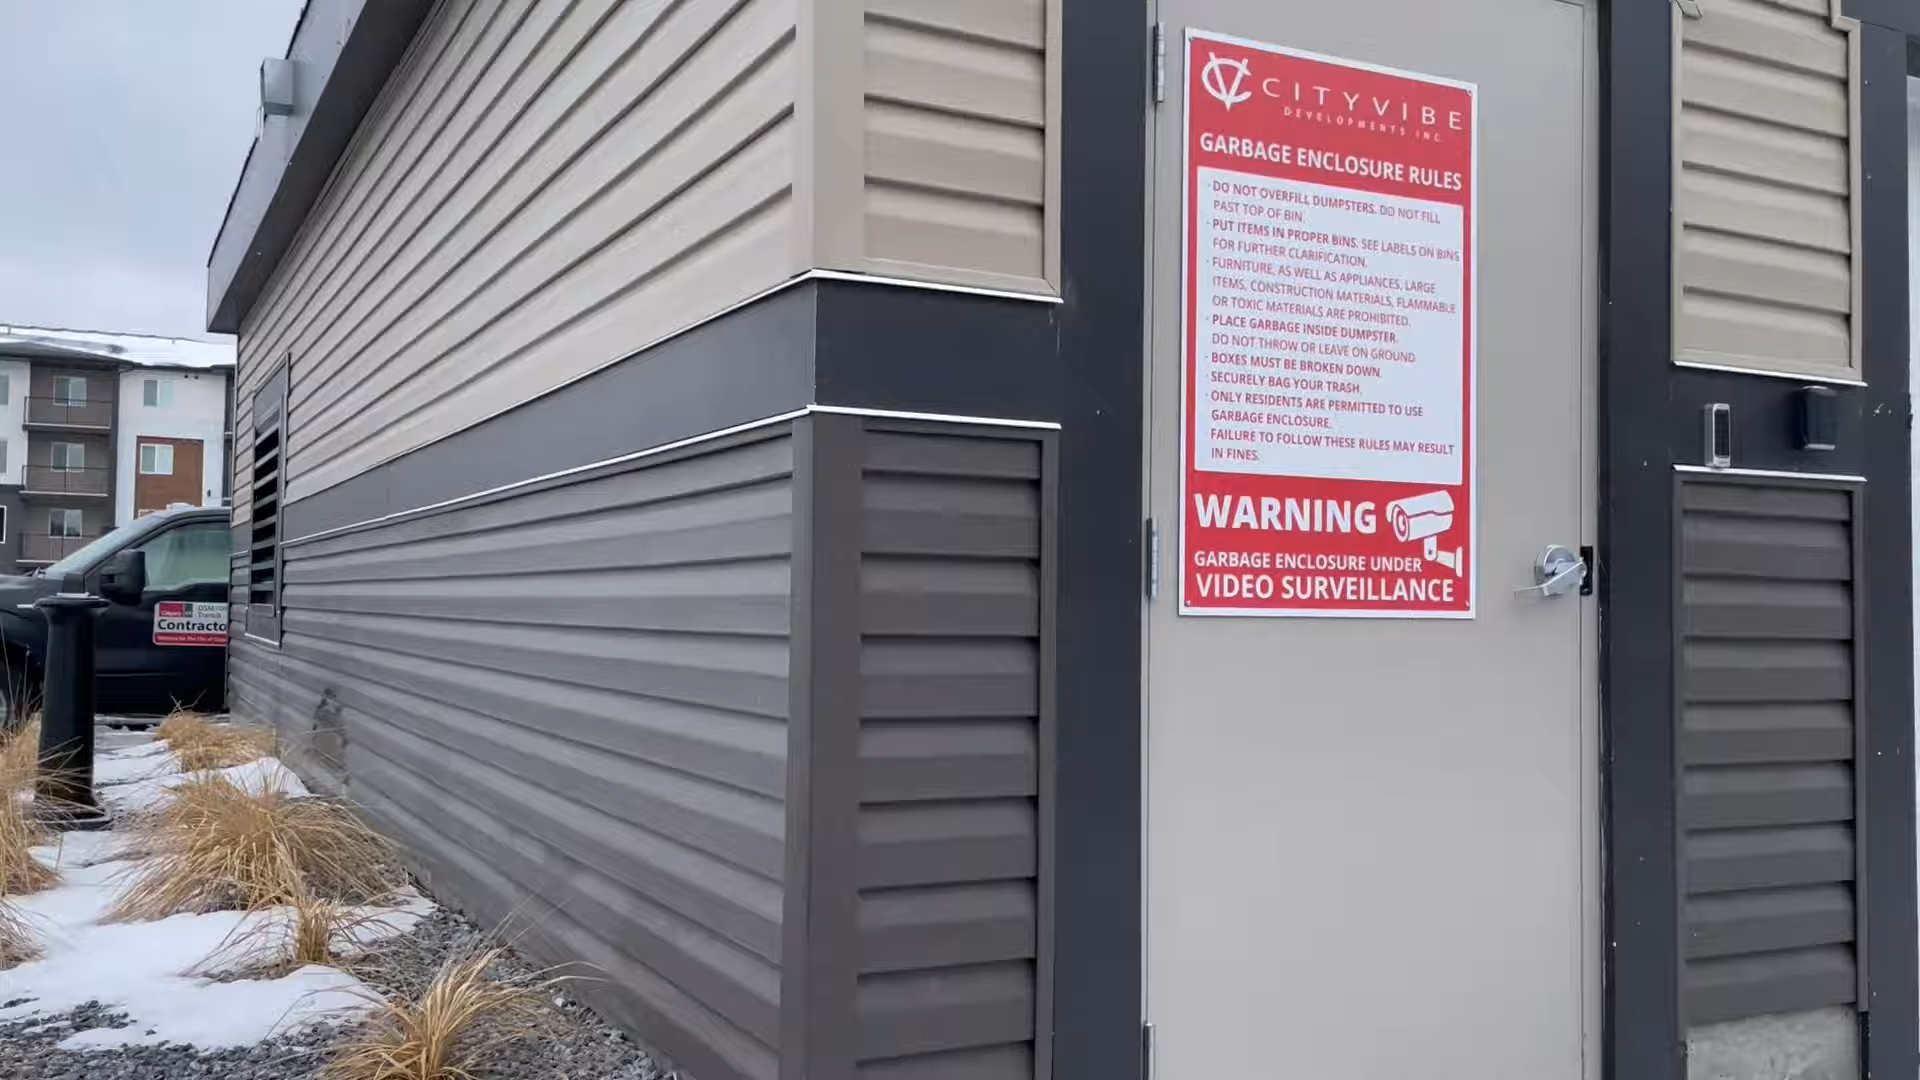 CITYVIBE
DEVELOPMENTS INC.
GARBAGE ENCLOSURE RULES
· DO NOT OVERFILL DUMPSTERS. DO NOT FILL
PAST TOP OF BIN.
· PUT ITEMS IN PROPER BINS. SEE LABELS ON BINS
FOR FURTHER CLARIFICATION.
· FURNITURE, AS WELL AS APPLIANCES, LARGE
ITEMS, CONSTRUCTION MATERIALS, FLAMMABLE
OR TOXIC MATERIALS ARE PROHIBITED.
· PLACE GARBAGE INSIDE DUMPSTER.
DO NOT THROW OR LEAVE ON GROUND.
· BOXES MUST BE BROKEN DOWN.
· SECURELY BAG YOUR TRASH.
· ONLY RESIDENTS ARE PERMITTED TO USE
GARBAGE ENCLOSURE.
· FAILURE TO FOLLOW THESE RULES MAY RESULT
IN FINES.
WARNING
GARBAGE ENCLOSURE UNDER
VIDEO SURVEILLANCE
Calgary
Transit
Contracto